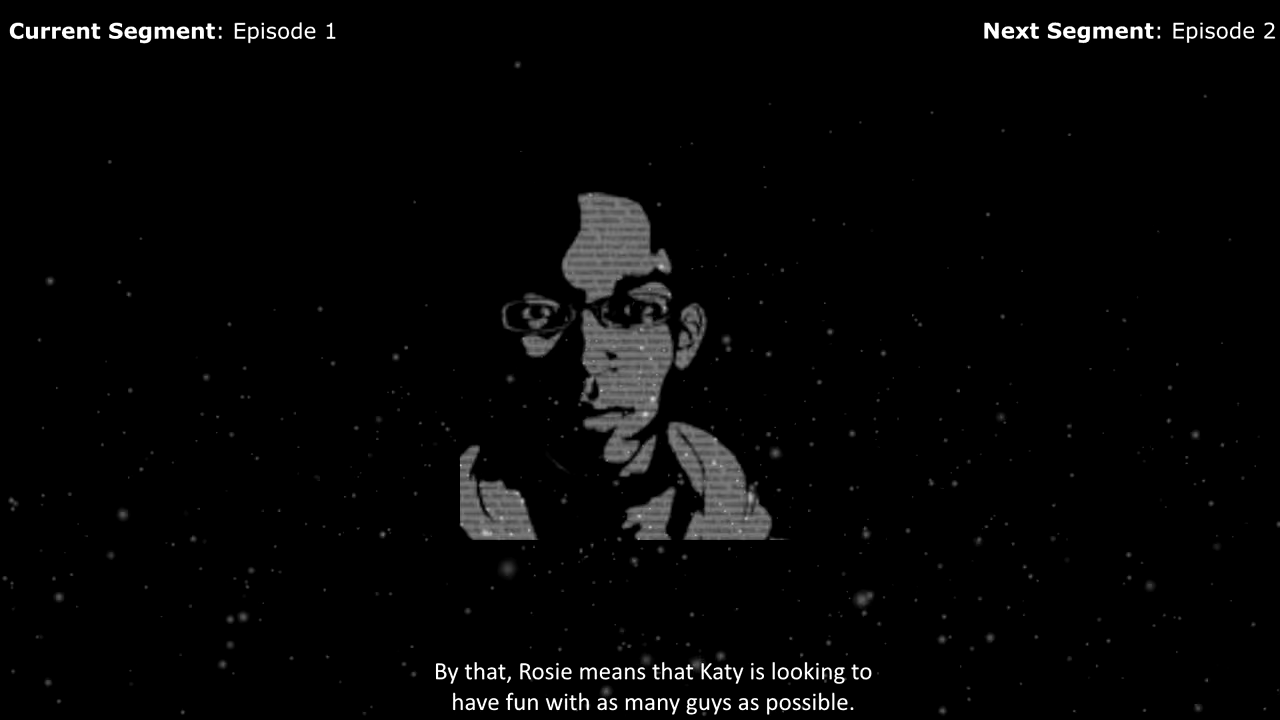 Current Segment: Episode 1
Next Segment: Episode 2
By that, Rosie means that Katy is looking to
have fun with as many guys as possible.